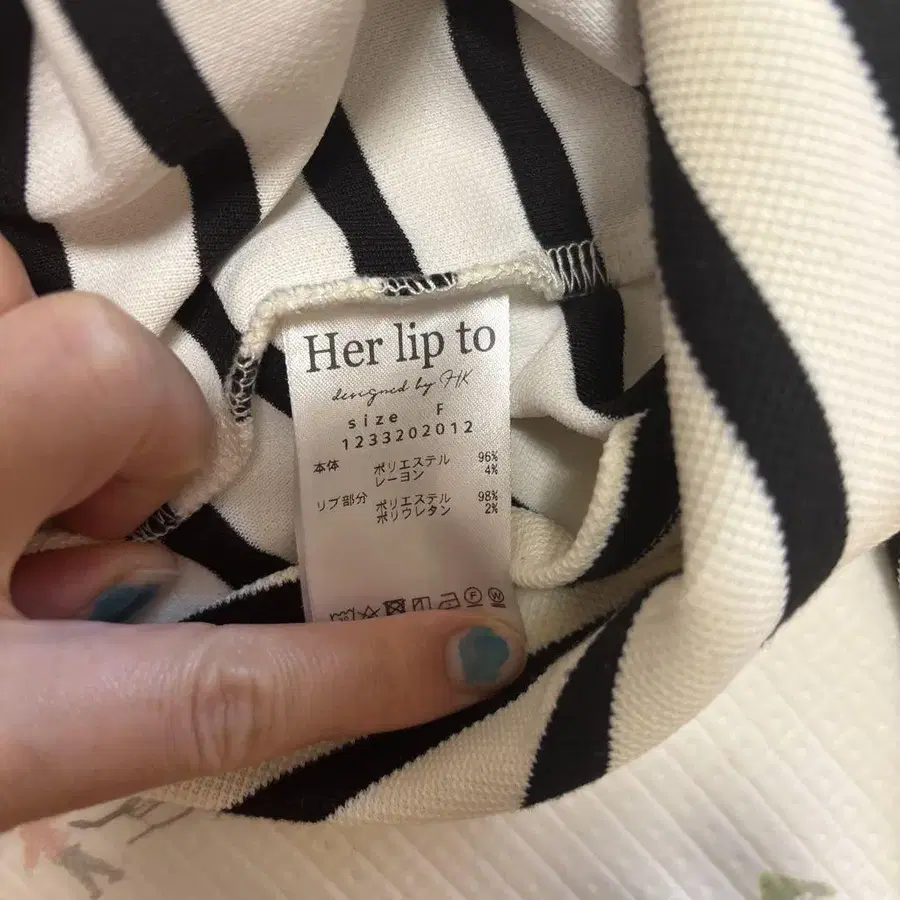 Her lip to
designed by HK
size F
1233202012
本体 ポリエステル 96%
レーヨン 4%
リブ部分 ポリエステル 98%
ポリウレタン 2%
F W